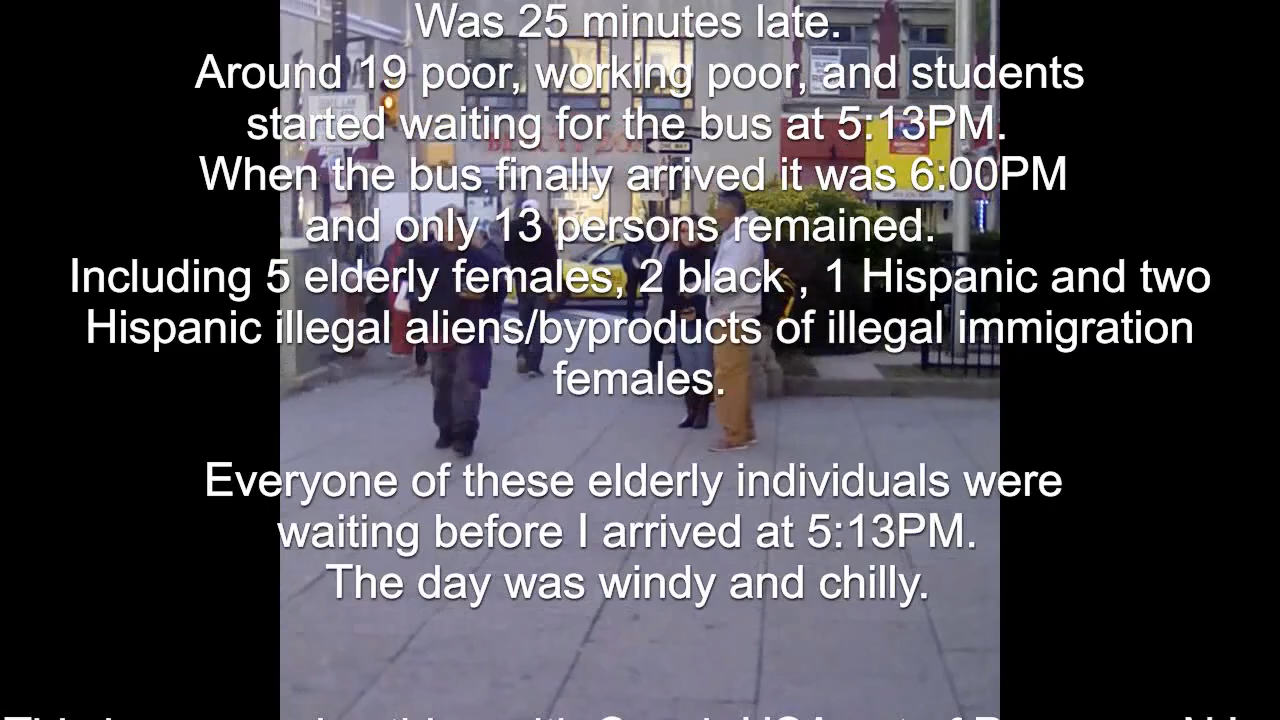 Was 25 minutes late.
Around 19 poor, working poor, and students
started waiting for the bus at 5:13PM.
When the bus finally arrived it was 6:00PM
and only 13 persons remained.
Including 5 elderly females, 2 black , 1 Hispanic and two
Hispanic illegal aliens/byproducts of illegal immigration
females.
Everyone of these elderly individuals were
waiting before I arrived at 5:13PM.
The day was windy and chilly.
ONE WAY